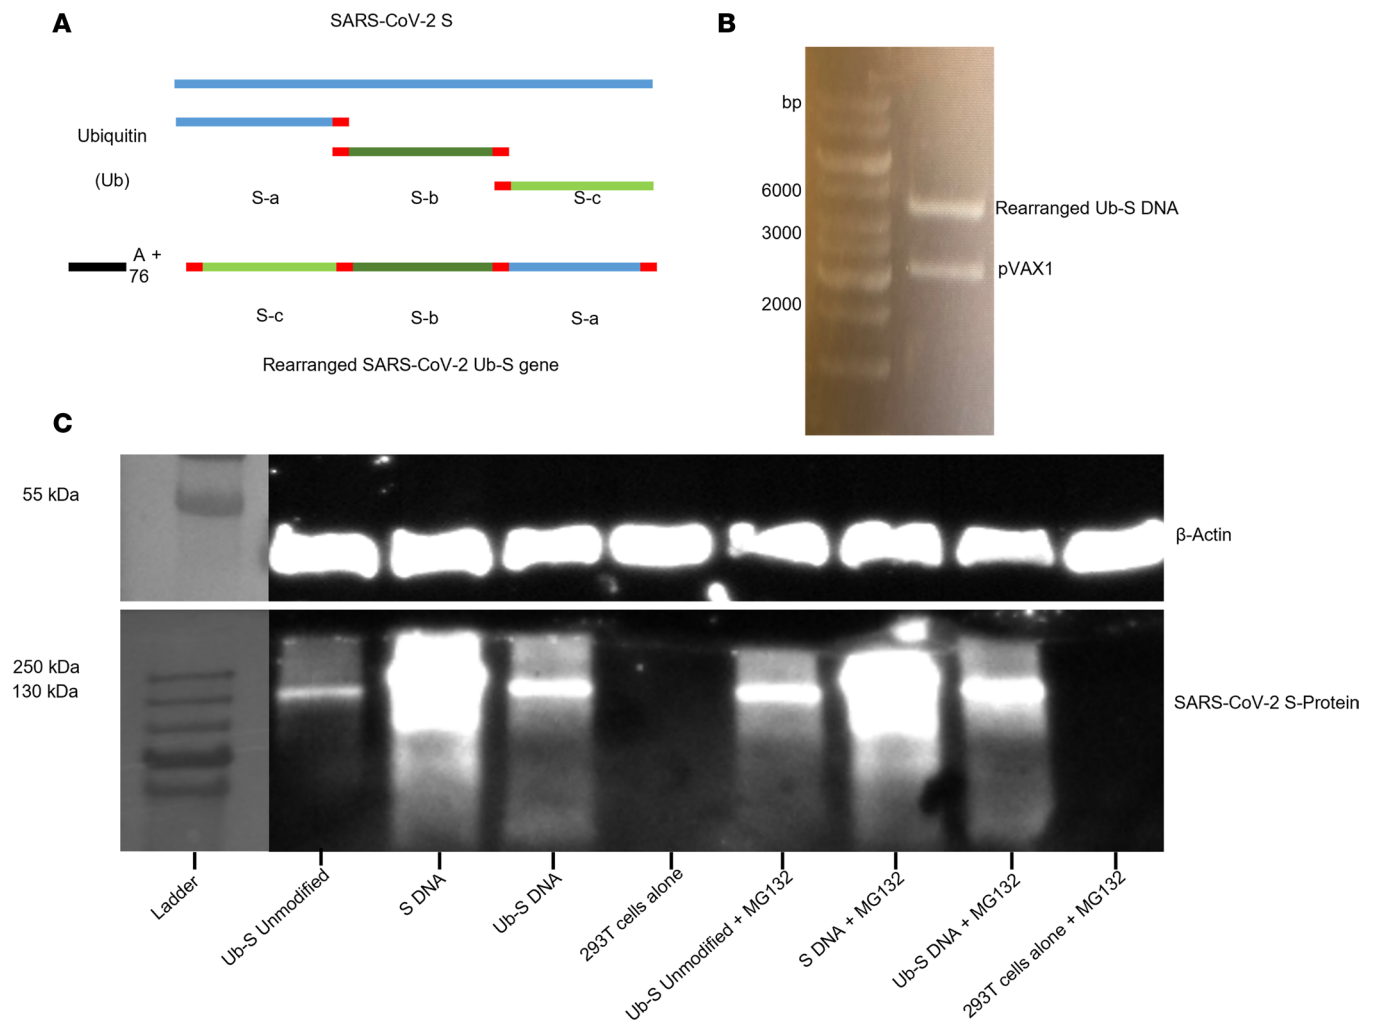 A
SARS-CoV-2 S
Ubiquitin
(Ub)
S-a
S-b
S-c
A +
76
S-c
S-b
S-a
Rearranged SARS-CoV-2 Ub-S gene
B
bp
6000
3000
2000
Rearranged Ub-S DNA
pVAX1
C
55 kDa
β-Actin
250 kDa
130 kDa
SARS-CoV-2 S-Protein
Ladder
Ub-S Unmodified
S DNA
Ub-S DNA
293T cells alone
Ub-S Unmodified + MG132
S DNA + MG132
Ub-S DNA + MG132
293T cells alone + MG132